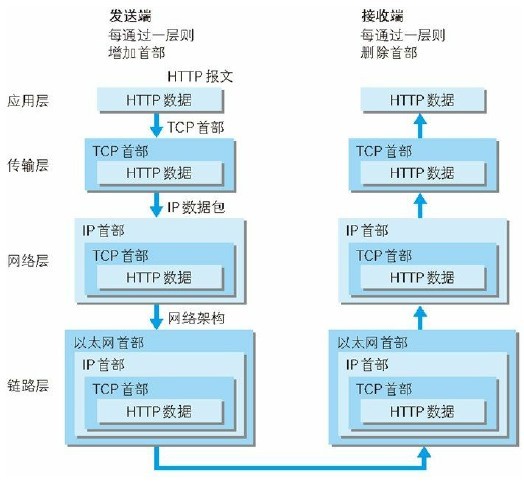 发送端
每通过一层则
增加首部
接收端
每通过一层则
删除首部
HTTP 报文
应用层
HTTP 数据
HTTP 数据
TCP 首部
传输层
TCP 首部
HTTP 数据
TCP 首部
HTTP 数据
IP 数据包
网络层
IP 首部
TCP 首部
HTTP 数据
IP 首部
TCP 首部
HTTP 数据
网络架构
链路层
以太网首部
IP 首部
TCP 首部
HTTP 数据
以太网首部
IP 首部
TCP 首部
HTTP 数据